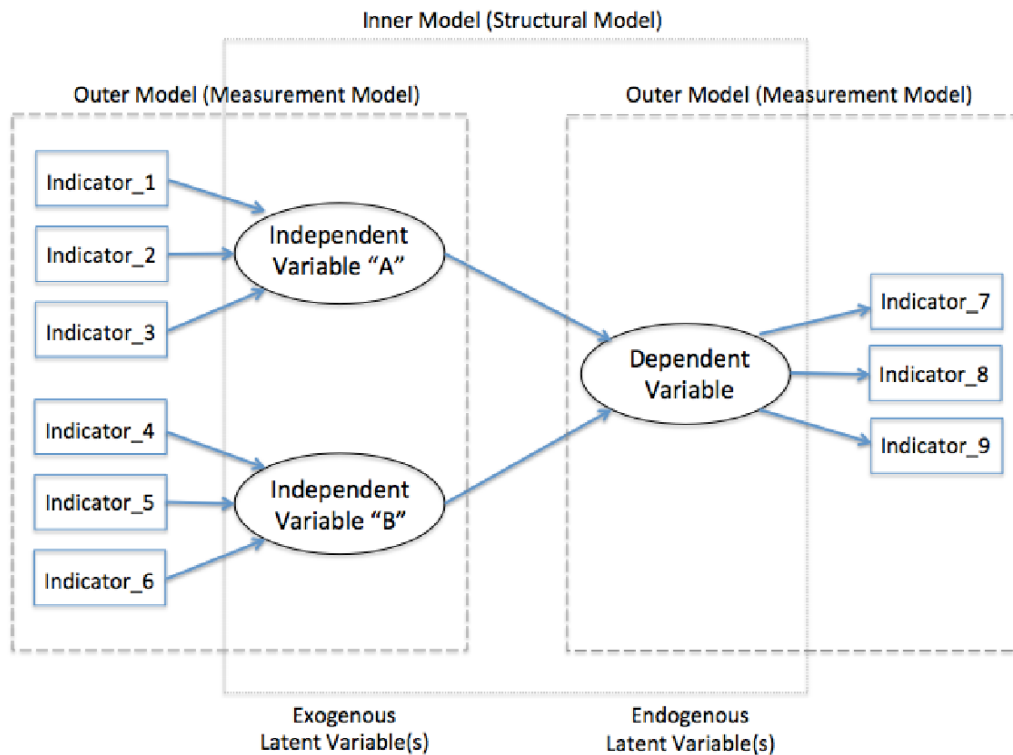 Inner Model (Structural Model)
Outer Model (Measurement Model)
Outer Model (Measurement Model)
Indicator_1
Indicator_2
Indicator_3
Independent
Variable “A”
Indicator_4
Indicator_5
Indicator_6
Independent
Variable “B”
Dependent
Variable
Indicator_7
Indicator_8
Indicator_9
Exogenous
Latent Variable(s)
Endogenous
Latent Variable(s)